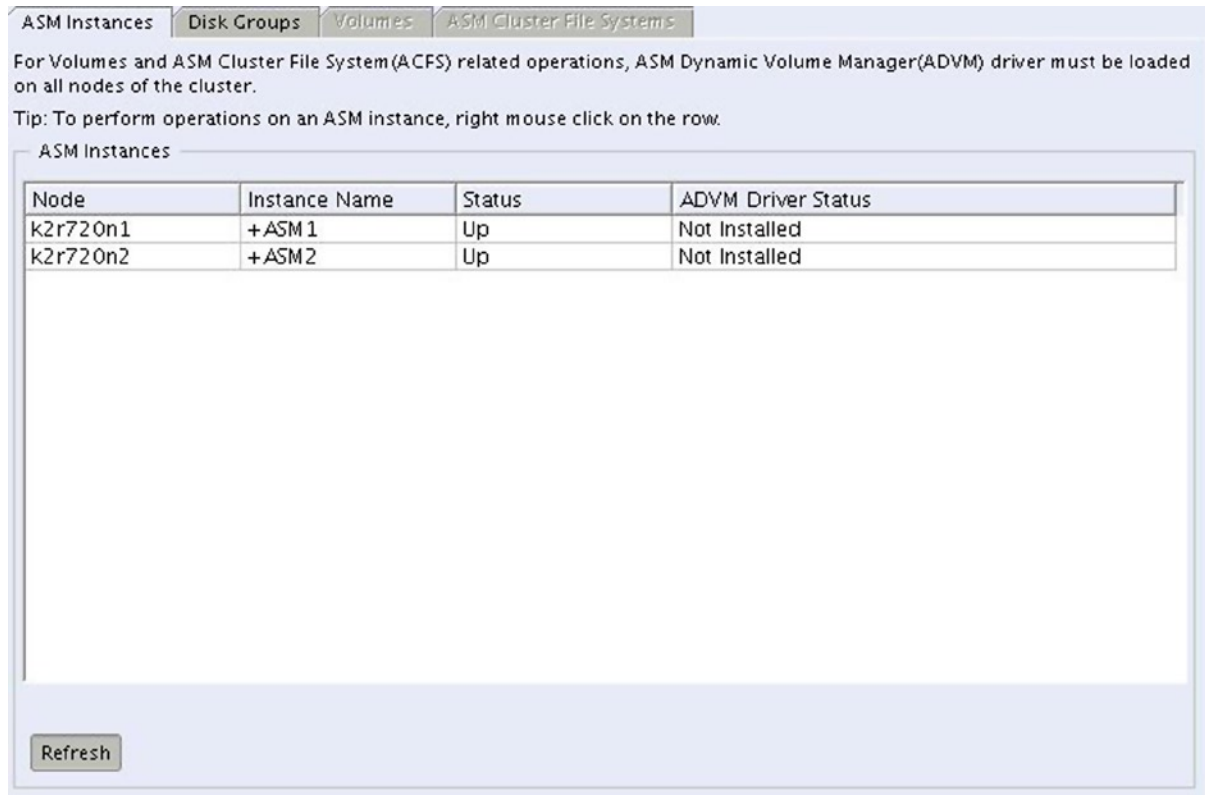 ASM Instances Disk Groups Volumes ASM Cluster File Systems
For Volumes and ASM Cluster File System(ACFS) related operations, ASM Dynamic Volume Manager(ADVM) driver must be loaded
on all nodes of the cluster.
Tip: To perform operations on an ASM instance, right mouse click on the row.
ASM Instances
Node Instance Name Status ADVM Driver Status
k2r720n1 +ASM1 Up Not Installed
k2r720n2 +ASM2 Up Not Installed
Refresh